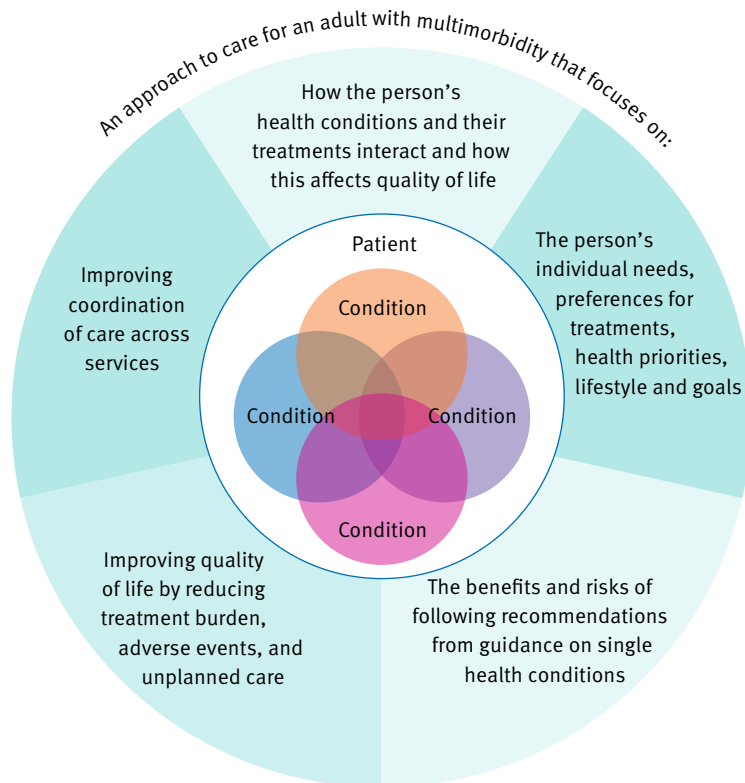 An approach to care for an adult with multimorbidity that focuses on:
How the person’s
health conditions and their
treatments interact and how
this affects quality of life
The person’s
individual needs,
preferences for
treatments,
health priorities,
lifestyle and goals
The benefits and risks of
following recommendations
from guidance on single
health conditions
Improving quality
of life by reducing
treatment burden,
adverse events, and
unplanned care
Improving
coordination
of care across
services
Patient
Condition
Condition
Condition
Condition